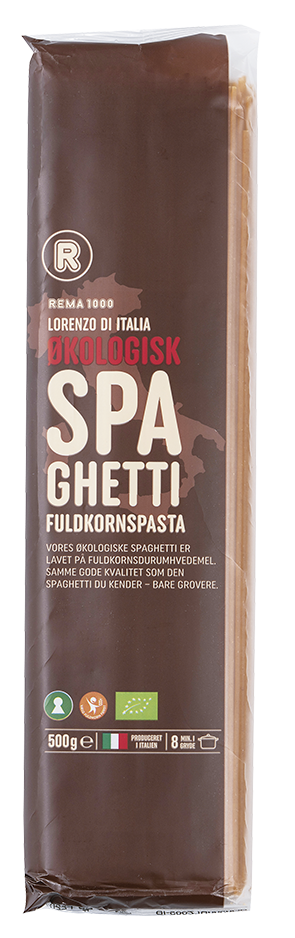 R
REMA 1000
LORENZO DI ITALIA
ØKOLOGISK
SPA
GHETTI
FULDKORNSPASTA
VORES ØKOLOGISKE SPAGHETTI ER
LAVET PÅ FULDKORNSDURUMHVEDEMEL.
SAMME GODE KVALITET SOM DEN
SPAGHETTI DU KENDER – BARE GROVERE.
500g ℮
PRODUCERET
I ITALIEN
8 MIN. I
GRYDE